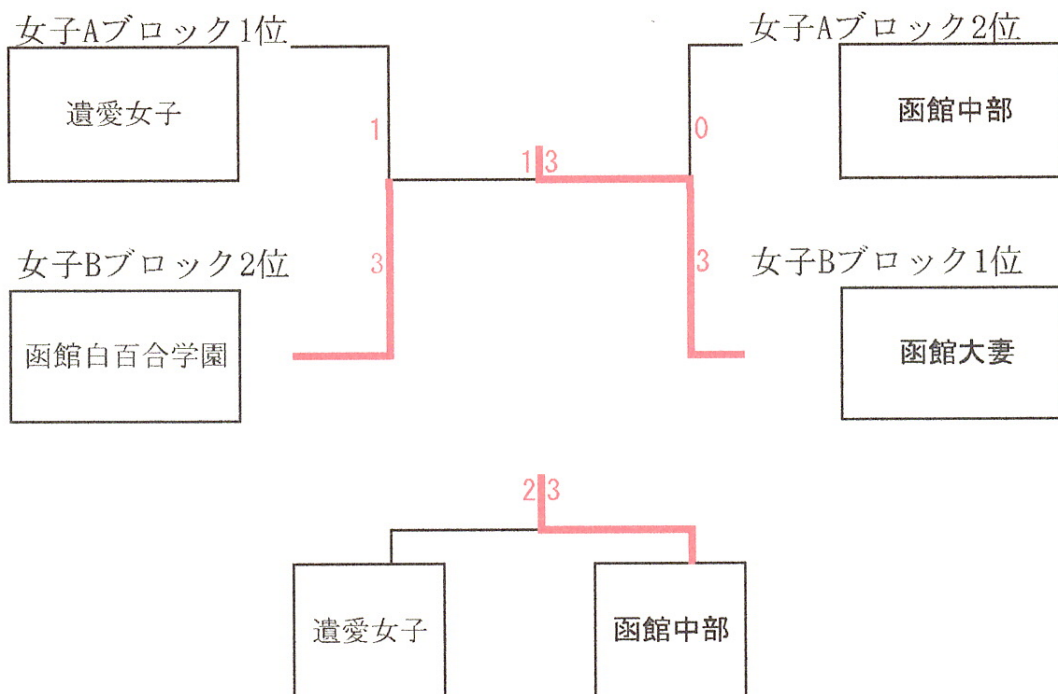 女子Aブロック1位
女子Aブロック2位
遺愛女子
函館中部
1
0
1 3
女子Bブロック2位
女子Bブロック1位
3
3
函館白百合学園
函館大妻
2 3
遺愛女子
函館中部